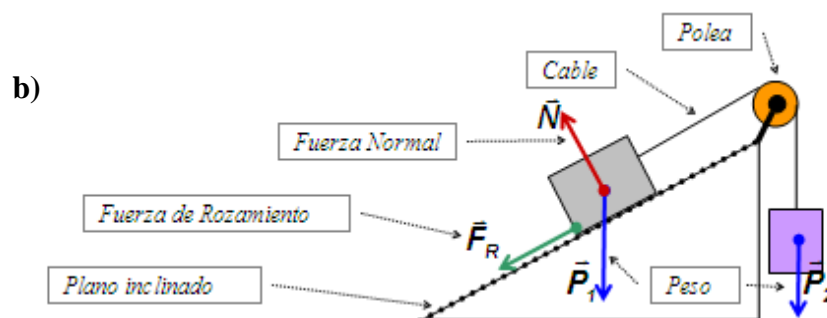 Polea
Cable
b)
N
Fuerza Normal
Fuerza de Rozamiento
F_R
Plano inclinado
P_1
Peso
P_2